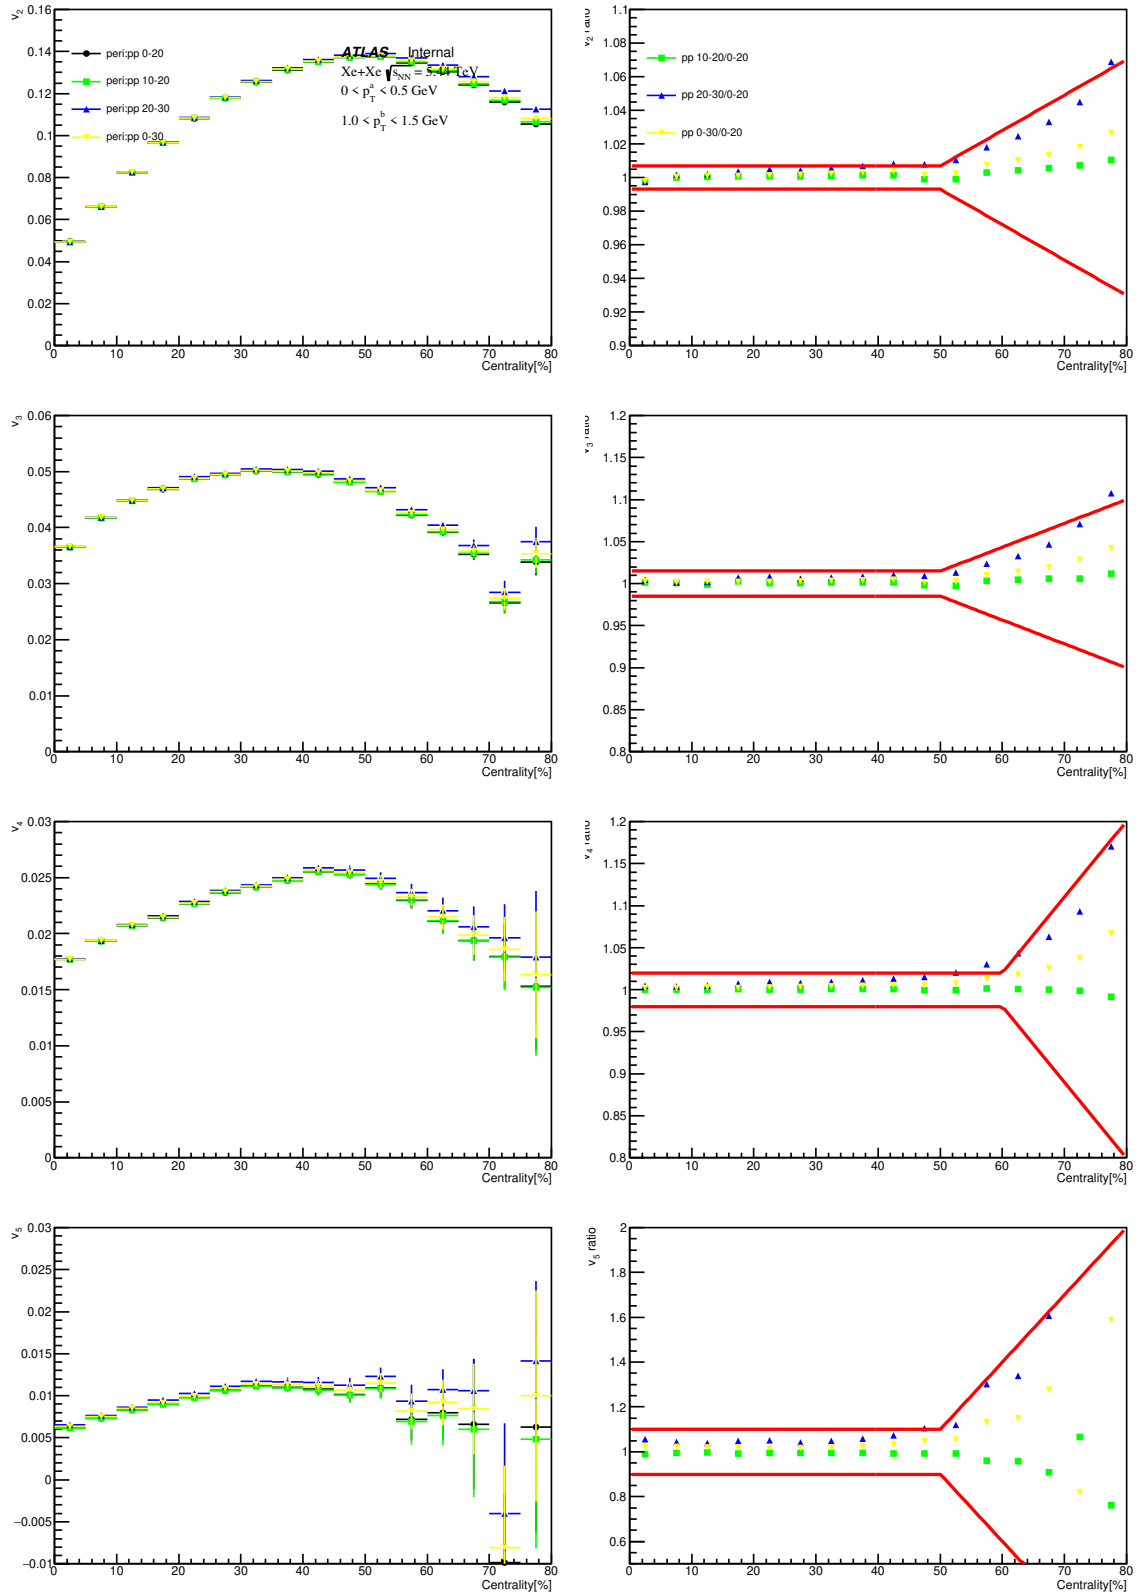 v₂
0.16
0.14
0.12
0.1
0.08
0.06
0.04
0.02
0
peri:pp 0-20
peri:pp 10-20
peri:pp 20-30
peri:pp 0-30
ATLAS Internal
Xe+Xe √s_NN = 5.44 TeV
0 < p_T^a < 0.5 GeV
1.0 < p_T^b < 1.5 GeV
0 10 20 30 40 50 60 70 80
Centrality[%]
v₂ ratio
1.1
1.08
1.06
1.04
1.02
1
0.98
0.96
0.94
0.92
0.9
pp 10-20/0-20
pp 20-30/0-20
pp 0-30/0-20
0 10 20 30 40 50 60 70 80
Centrality[%]
v₃
0.06
0.05
0.04
0.03
0.02
0.01
0
0 10 20 30 40 50 60 70 80
Centrality[%]
v₃ ratio
1.2
1.1
1
0.9
0.8
0 10 20 30 40 50 60 70 80
Centrality[%]
v₄
0.03
0.025
0.02
0.015
0.01
0.005
0
0 10 20 30 40 50 60 70 80
Centrality[%]
v₄ ratio
1.2
1.15
1.1
1.05
1
0.95
0.9
0.85
0.8
0 10 20 30 40 50 60 70 80
Centrality[%]
v₅
0.03
0.025
0.02
0.015
0.01
0.005
0
−0.005
−0.01
0 10 20 30 40 50 60 70 80
Centrality[%]
v₅ ratio
2
1.8
1.6
1.4
1.2
1
0.8
0.6
0 10 20 30 40 50 60 70 80
Centrality[%]